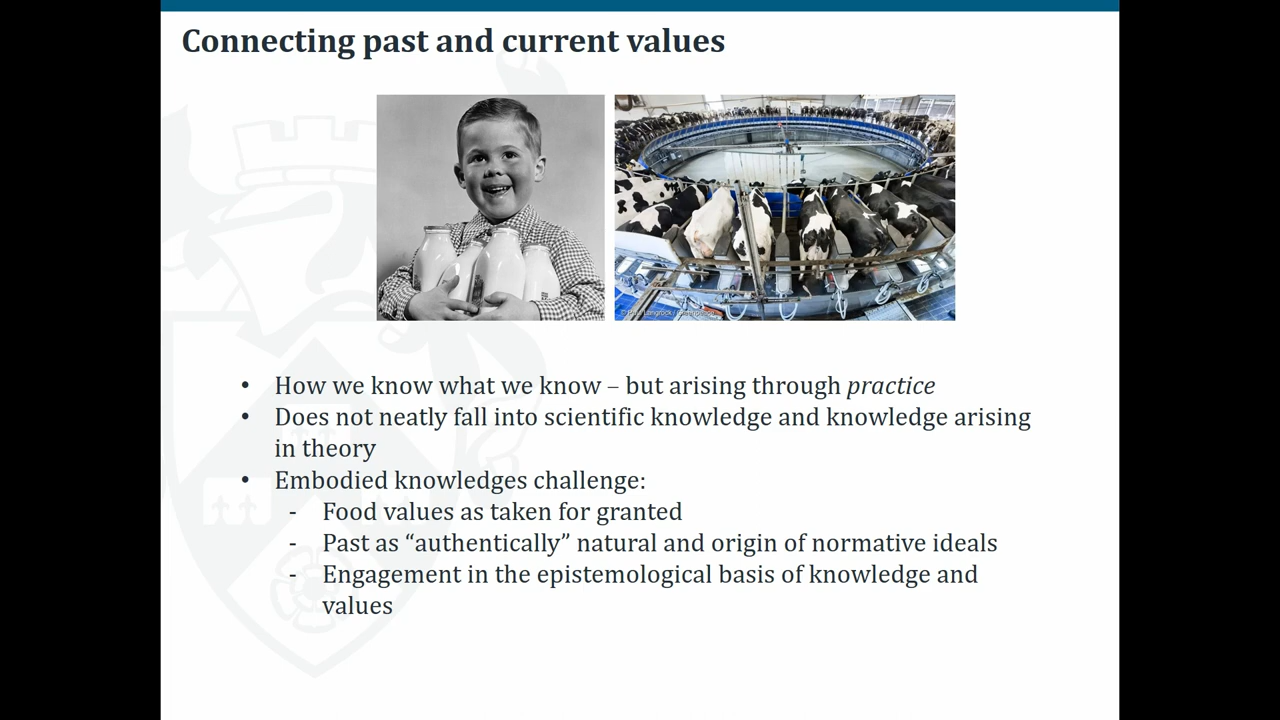 Connecting past and current values
• How we know what we know – but arising through practice
• Does not neatly fall into scientific knowledge and knowledge arising
in theory
• Embodied knowledges challenge:
- Food values as taken for granted
- Past as “authentically” natural and origin of normative ideals
- Engagement in the epistemological basis of knowledge and
values